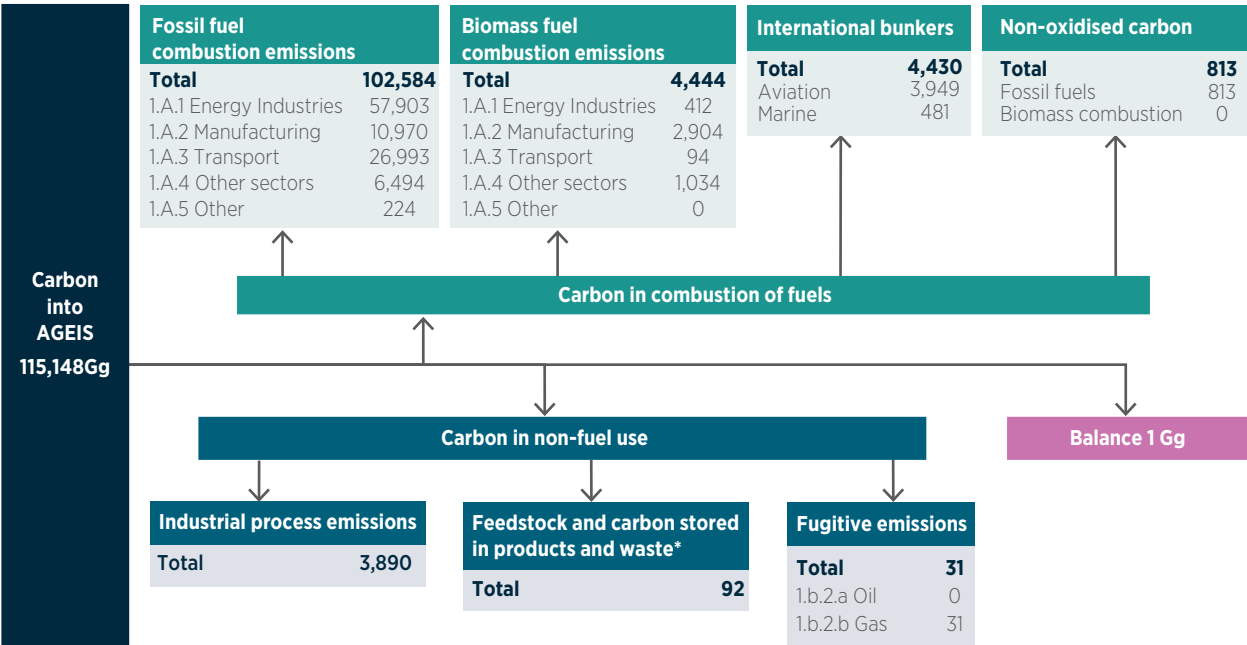 Carbon
into
AGEIS
115,148Gg
Fossil fuel
combustion emissions
Total 102,584
1.A.1 Energy Industries 57,903
1.A.2 Manufacturing 10,970
1.A.3 Transport 26,993
1.A.4 Other sectors 6,494
1.A.5 Other 224
Biomass fuel
combustion emissions
Total 4,444
1.A.1 Energy Industries 412
1.A.2 Manufacturing 2,904
1.A.3 Transport 94
1.A.4 Other sectors 1,034
1.A.5 Other 0
International bunkers
Total 4,430
Aviation 3,949
Marine 481
Non-oxidised carbon
Total 813
Fossil fuels 813
Biomass combustion 0
Carbon in combustion of fuels
Carbon in non-fuel use
Balance 1 Gg
Industrial process emissions
Total 3,890
Feedstock and carbon stored
in products and waste*
Total 92
Fugitive emissions
Total 31
1.b.2.a Oil 0
1.b.2.b Gas 31